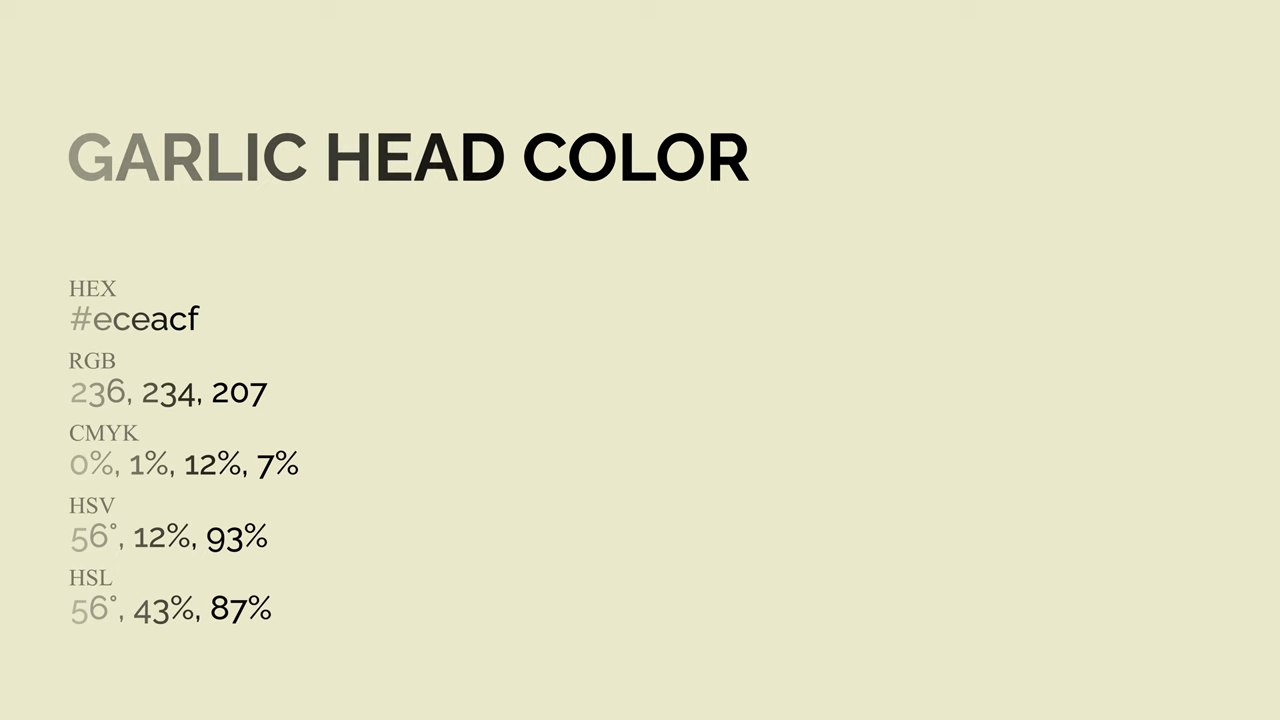 GARLIC HEAD COLOR
HEX
#eceacf
RGB
236, 234, 207
CMYK
0%, 1%, 12%, 7%
HSV
56°, 12%, 93%
HSL
56°, 43%, 87%